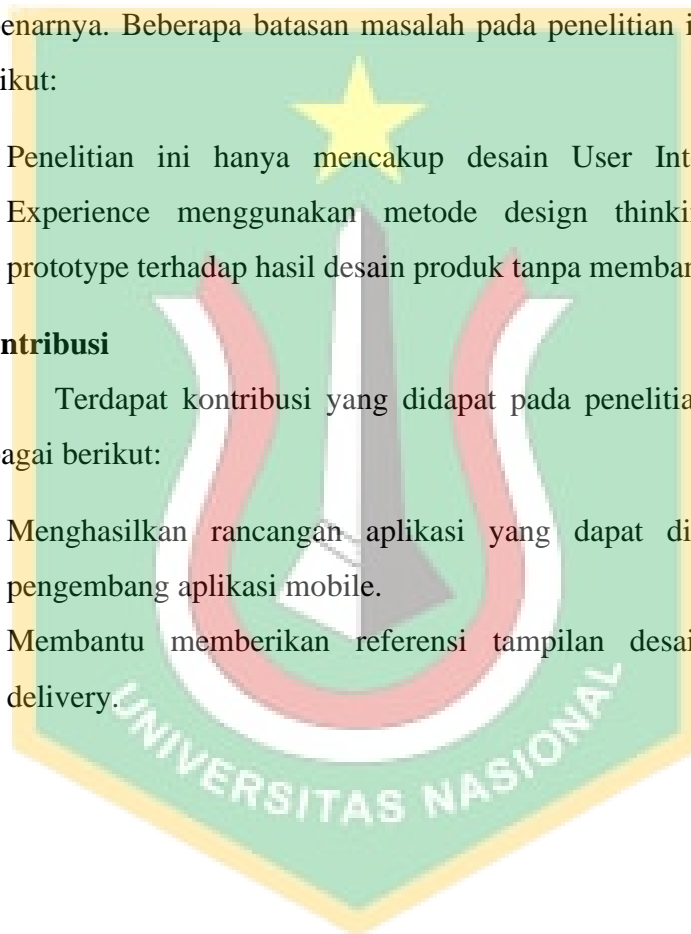 enarnya. Beberapa batasan masalah pada penelitian i
ikut:
Penelitian ini hanya mencakup desain User Int
Experience menggunakan metode design thinki
prototype terhadap hasil desain produk tanpa memban
ntribusi
Terdapat kontribusi yang didapat pada penelitia
agai berikut:
Menghasilkan rancangan aplikasi yang dapat di
pengembang aplikasi mobile.
Membantu memberikan referensi tampilan desai
delivery.
UNIVERSITAS NASIONAL